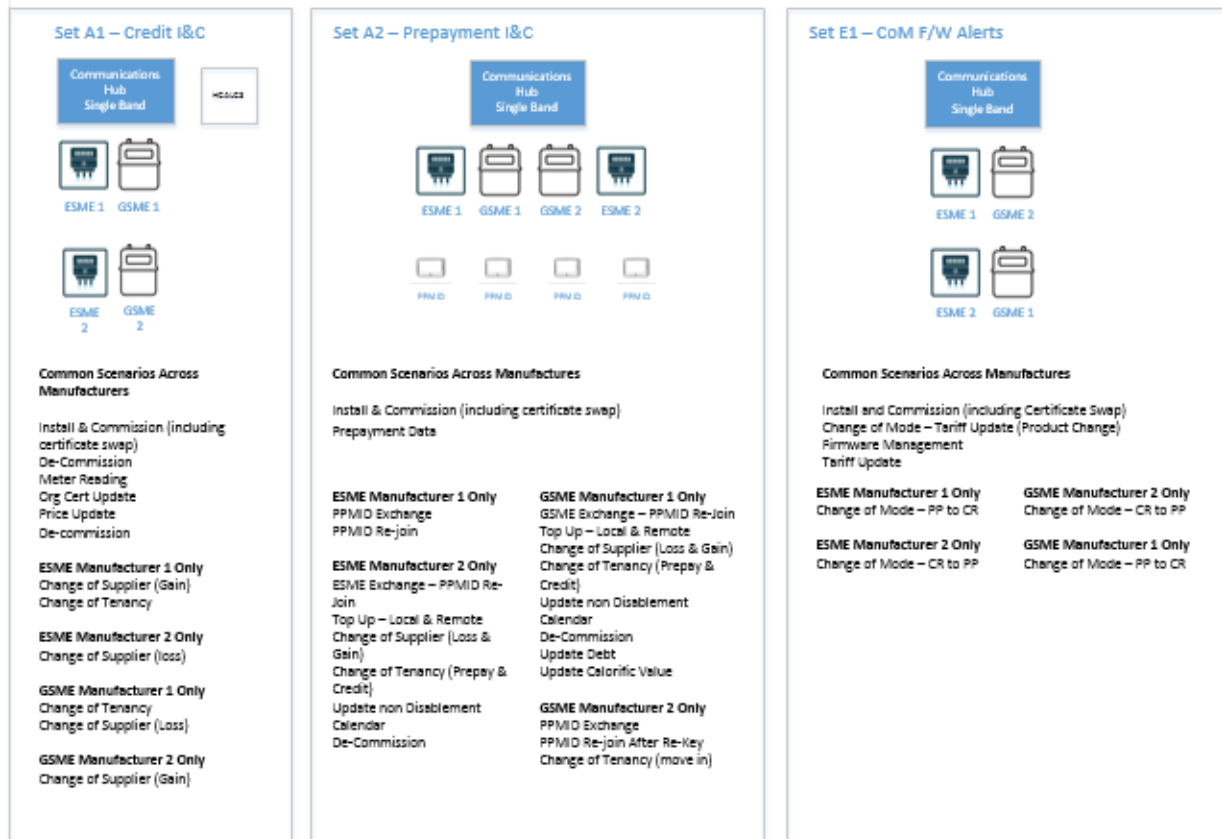 Set A1 – Credit I&C
Communications
Hub
Single Band
HCALCS
ESME 1
GSME 1
ESME
2
GSME
2
Common Scenarios Across
Manufacturers
Install & Commission (including
certificate swap)
De-Commission
Meter Reading
Org Cert Update
Price Update
De-commission
ESME Manufacturer 1 Only
Change of Supplier (Gain)
Change of Tenancy
ESME Manufacturer 2 Only
Change of Supplier (loss)
GSME Manufacturer 1 Only
Change of Tenancy
Change of Supplier (Loss)
GSME Manufacturer 2 Only
Change of Supplier (Gain)
Set A2 – Prepayment I&C
Communications
Hub
Single Band
ESME 1
GSME 1
GSME 2
ESME 2
PPMID
PPMID
PPMID
PPMID
Common Scenarios Across Manufactures
Install & Commission (including certificate swap)
Prepayment Data
ESME Manufacturer 1 Only
PPMID Exchange
PPMID Re-join
ESME Manufacturer 2 Only
ESME Exchange – PPMID Re-
Join
Top Up – Local & Remote
Change of Supplier (Loss &
Gain)
Change of Tenancy (Prepay &
Credit)
Update non Disablement
Calendar
De-Commission
GSME Manufacturer 1 Only
GSME Exchange – PPMID Re-Join
Top Up – Local & Remote
Change of Supplier (Loss & Gain)
Change of Tenancy (Prepay &
Credit)
Update non Disablement
Calendar
De-Commission
Update Debt
Update Calorific Value
GSME Manufacturer 2 Only
PPMID Exchange
PPMID Re-join After Re-Key
Change of Tenancy (move in)
Set E1 – CoM F/W Alerts
Communications
Hub
Single Band
ESME 1
GSME 2
ESME 2
GSME 1
Common Scenarios Across Manufactures
Install and Commission (including Certificate Swap)
Change of Mode – Tariff Update (Product Change)
Firmware Management
Tariff Update
ESME Manufacturer 1 Only
Change of Mode – PP to CR
GSME Manufacturer 2 Only
Change of Mode – CR to PP
ESME Manufacturer 2 Only
Change of Mode – CR to PP
GSME Manufacturer 1 Only
Change of Mode – PP to CR